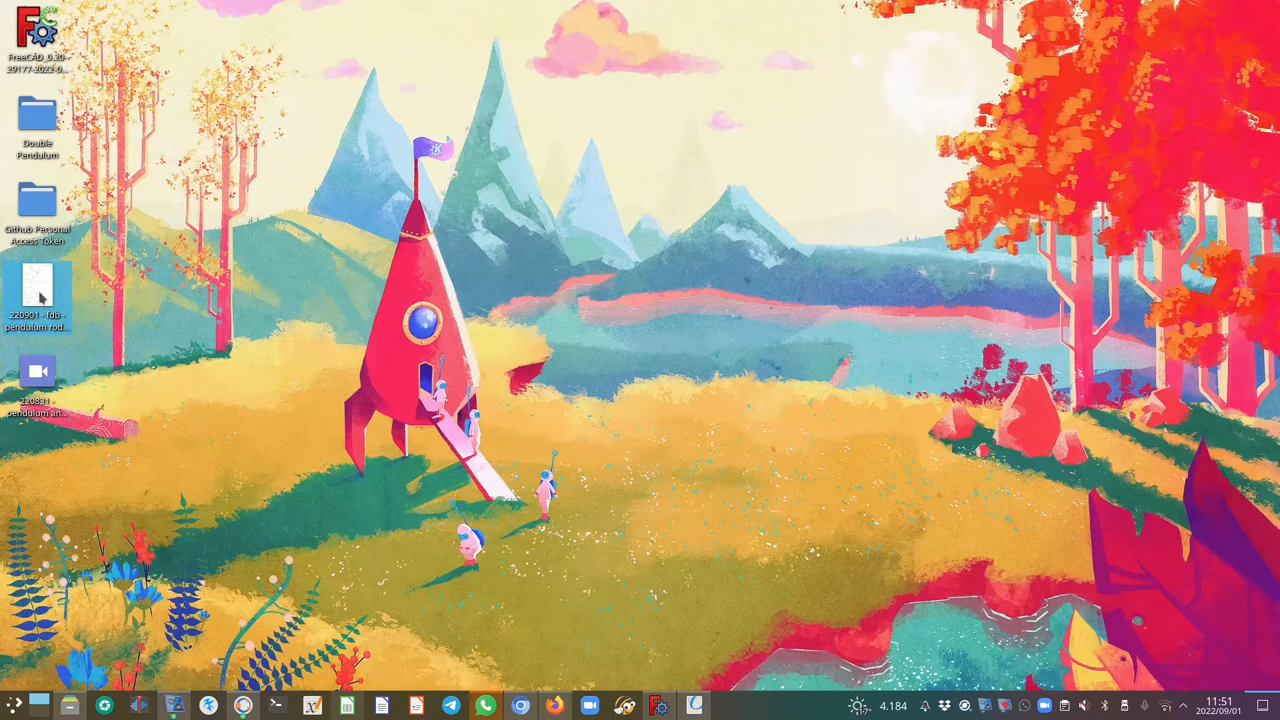 FreeCAD_0.20-
29177-2022-0...
Double
Pendulum
Github Personal
Access Token
220901 - fdb -
pendulum rod...
220831 -
pendulum an...
4.184
11:51
2022/09/01